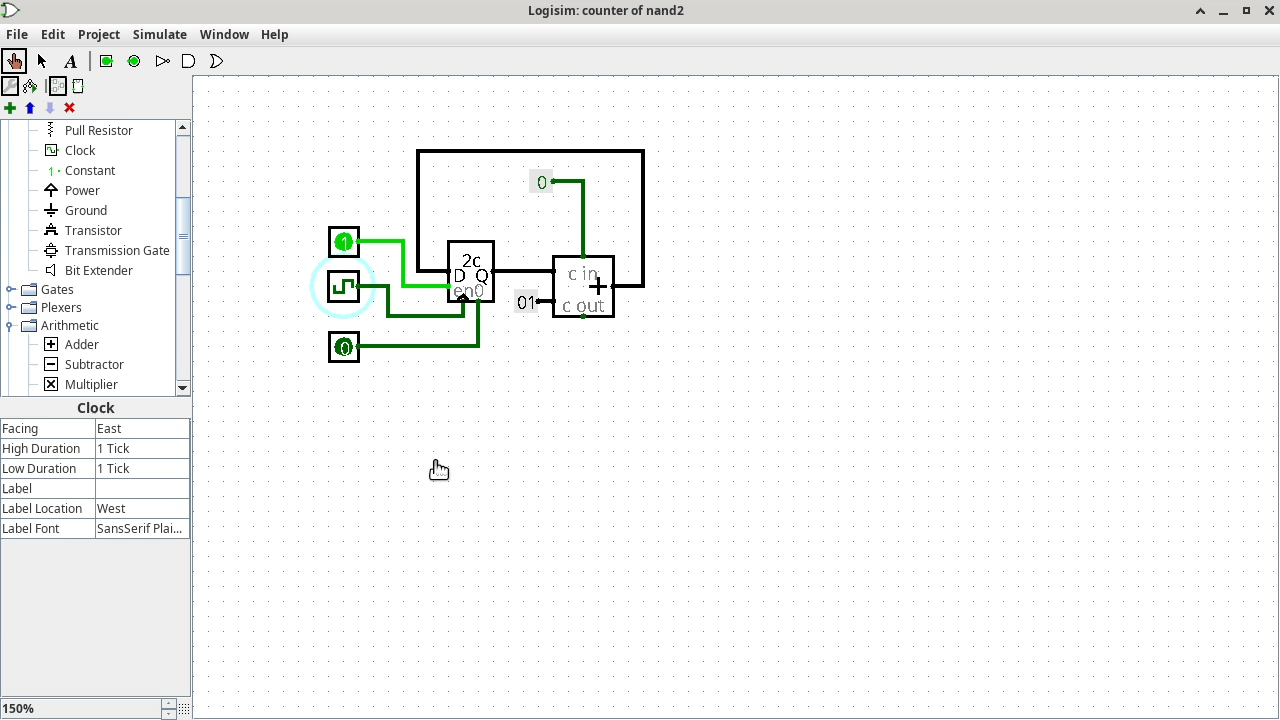 Logisim: counter of nand2
File Edit Project Simulate Window Help
A
Pull Resistor
Clock
1 Constant
Power
Ground
Transistor
Transmission Gate
Bit Extender
Gates
Plexers
Arithmetic
Adder
Subtractor
Multiplier
Clock
Facing East
High Duration 1 Tick
Low Duration 1 Tick
Label
Label Location West
Label Font SansSerif Plai...
150%
0
1
2c
D Q
en0
c in
01
c out
0